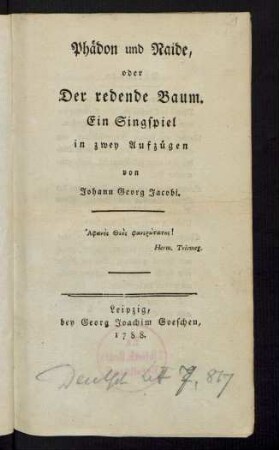 Phädon und Naide,
oder
Der redende Baum.
Ein Singspiel
in zwey Aufzügen
von
Johann Georg Jacobi.
Herm. Trismeg.
Leipzig,
bey Georg Joachim Goeschen,
1788.
Deutsch